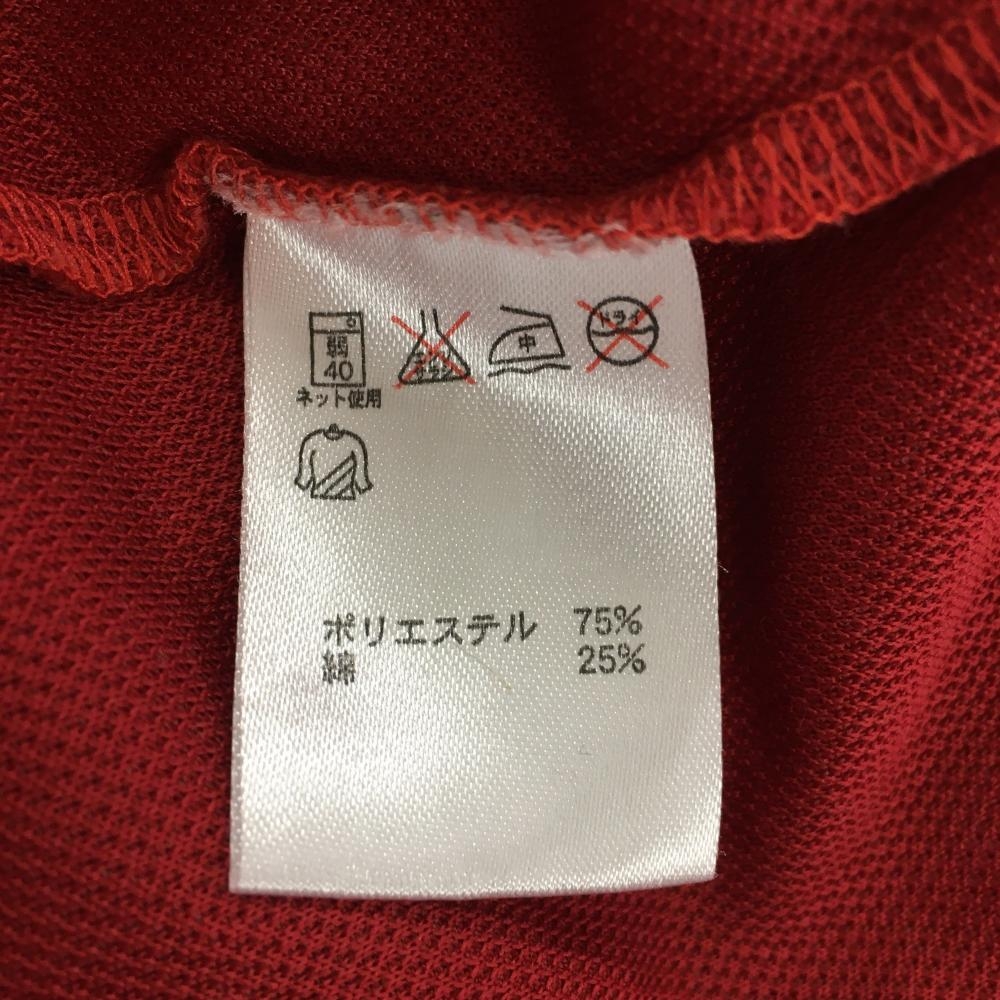 弱
40
ネット使用
エンソ
サラシ
中
ドライ
ポリエステル 75%
綿 25%